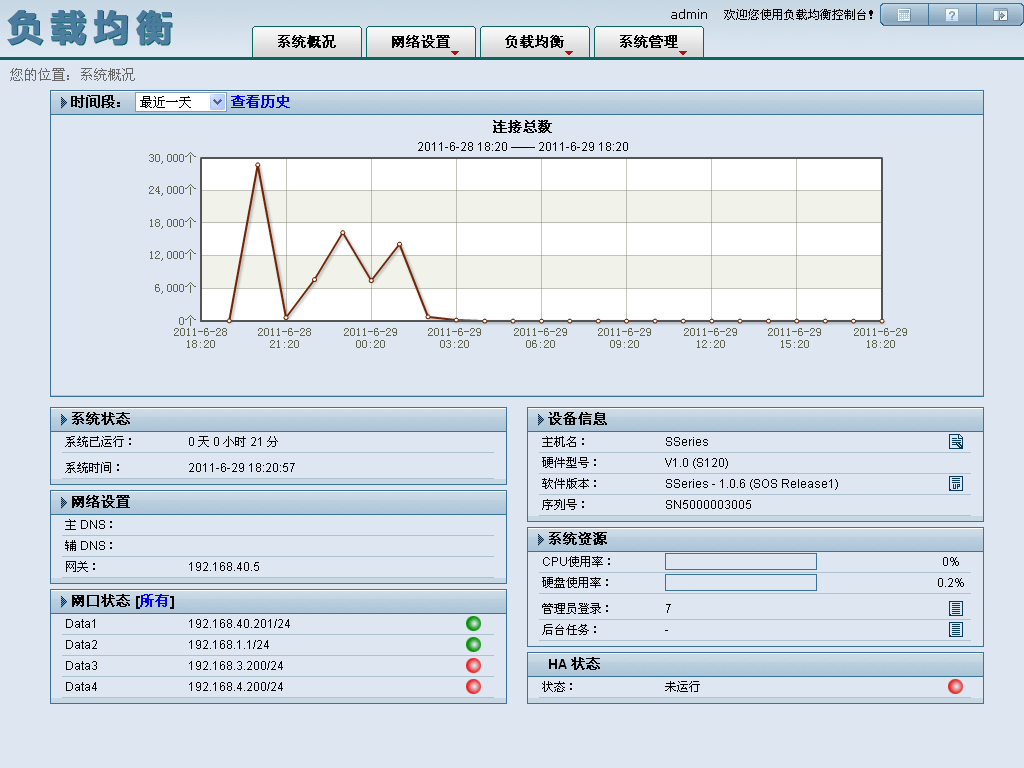 负载均衡
admin 欢迎您使用负载均衡控制台!
系统概况 网络设置 负载均衡 系统管理
您的位置: 系统概况
时间段: 最近一天 查看历史
连接总数
2011-6-28 18:20 —— 2011-6-29 18:20
30,000个
24,000个
18,000个
12,000个
6,000个
0个
2011-6-28 2011-6-28 2011-6-29 2011-6-29 2011-6-29 2011-6-29 2011-6-29 2011-6-29 2011-6-29
18:20 21:20 00:20 03:20 06:20 09:20 12:20 15:20 18:20
系统状态
系统已运行: 0 天 0 小时 21 分
系统时间: 2011-6-29 18:20:57
网络设置
主 DNS:
辅 DNS:
网关: 192.168.40.5
网口状态 [所有]
Data1 192.168.40.201/24
Data2 192.168.1.1/24
Data3 192.168.3.200/24
Data4 192.168.4.200/24
设备信息
主机名: SSeries
硬件型号: V1.0 (S120)
软件版本: SSeries - 1.0.6 (SOS Release1)
UP
序列号: SN5000003005
系统资源
CPU使用率: 0%
硬盘使用率: 0.2%
管理员登录: 7
后台任务: -
HA 状态
状态: 未运行